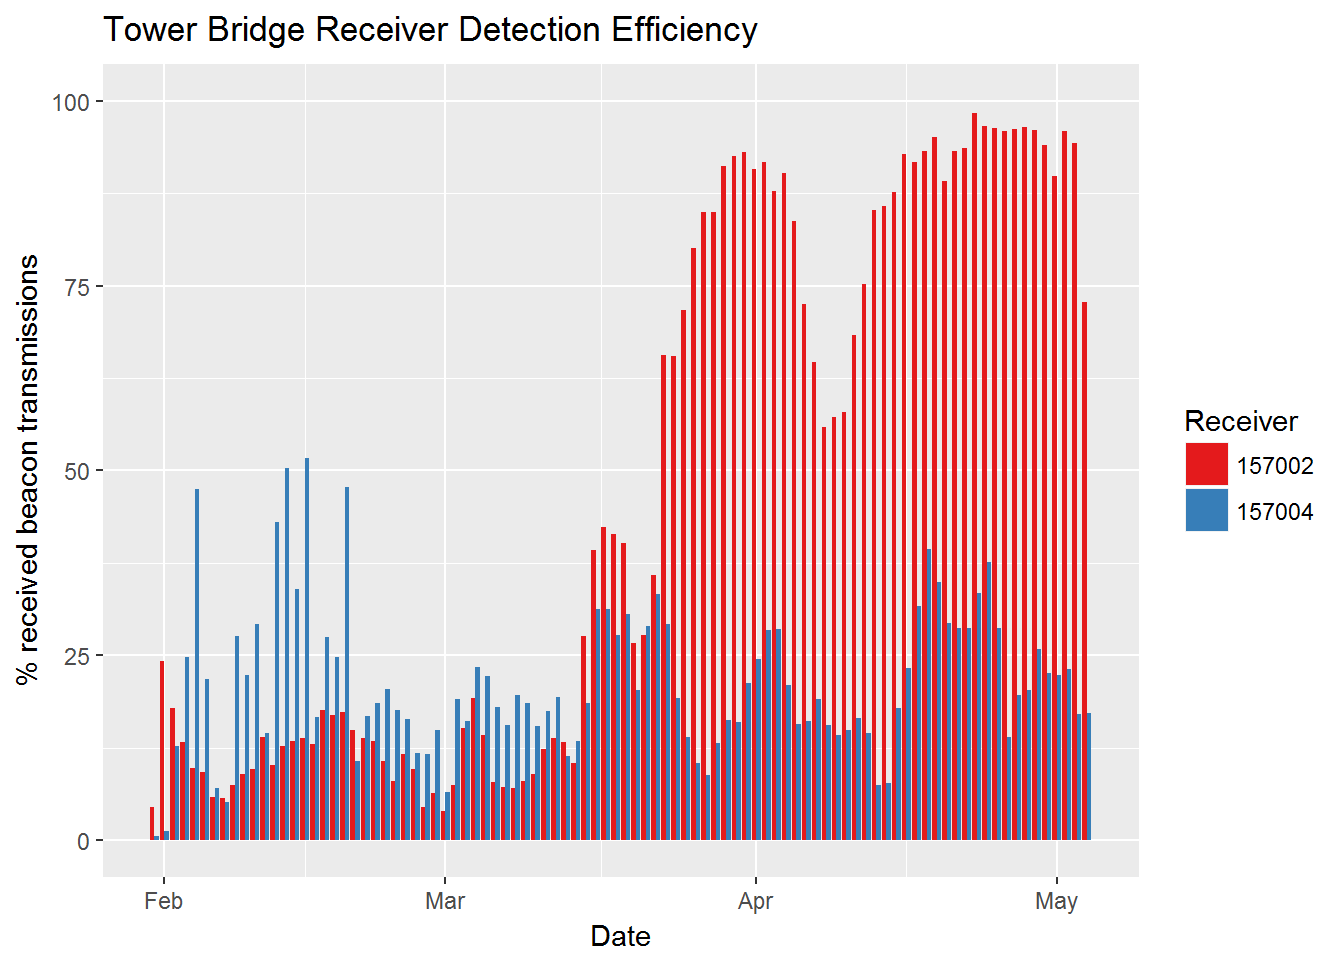 Tower Bridge Receiver Detection Efficiency
100
75
50
25
0
% received beacon transmissions
Feb
Mar
Apr
May
Date
Receiver
157002
157004